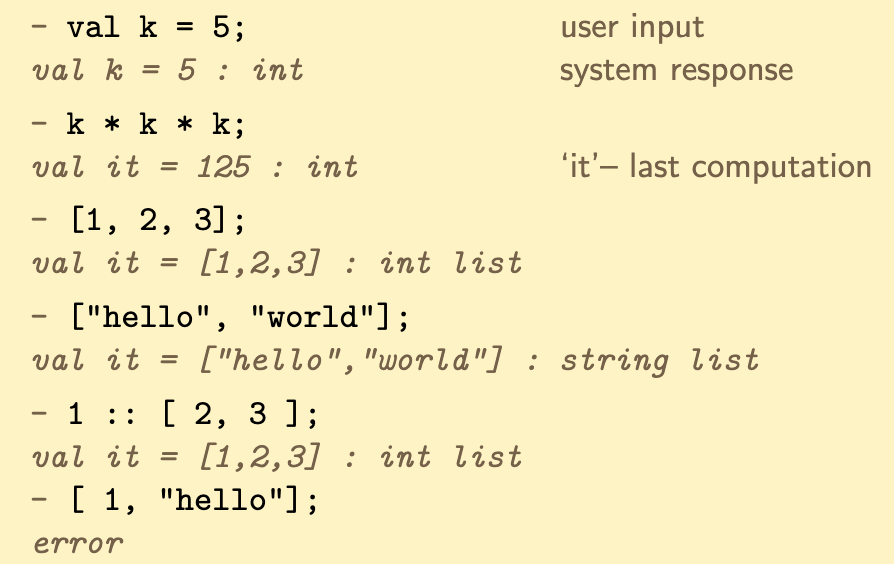 - val k = 5; user input
val k = 5 : int system response
- k * k * k;
val it = 125 : int ‘it’– last computation
- [1, 2, 3];
val it = [1,2,3] : int list
- ["hello", "world"];
val it = ["hello","world"] : string list
- 1 :: [ 2, 3 ];
val it = [1,2,3] : int list
- [ 1, "hello"];
error